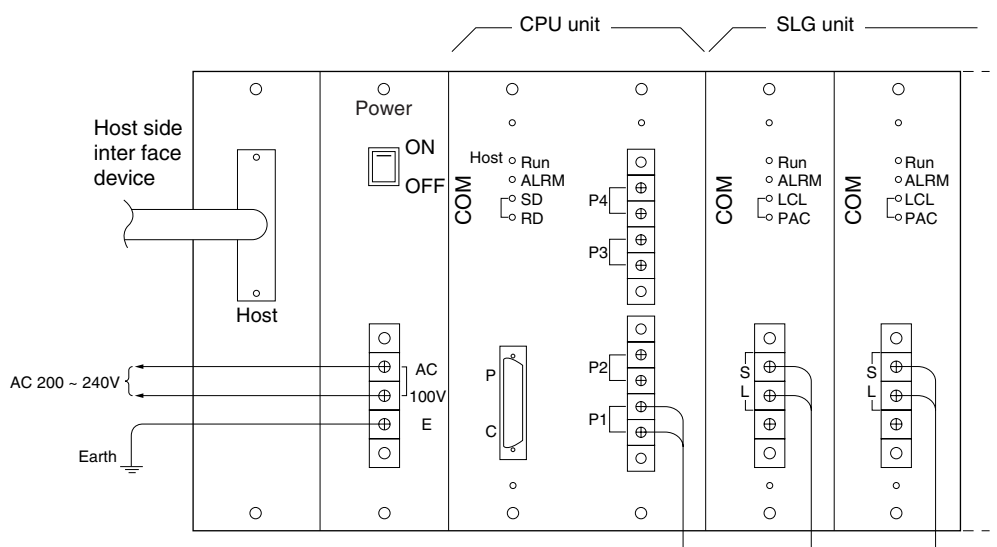 CPU unit
SLG unit
Host side
inter face
device
Host
Power
ON
OFF
AC 200 ~ 240V
AC
100V
E
Earth
COM
Host
Run
ALRM
SD
RD
P4
P3
P2
P1
P
C
COM
Run
ALRM
LCL
PAC
S
L
COM
Run
ALRM
LCL
PAC
S
L